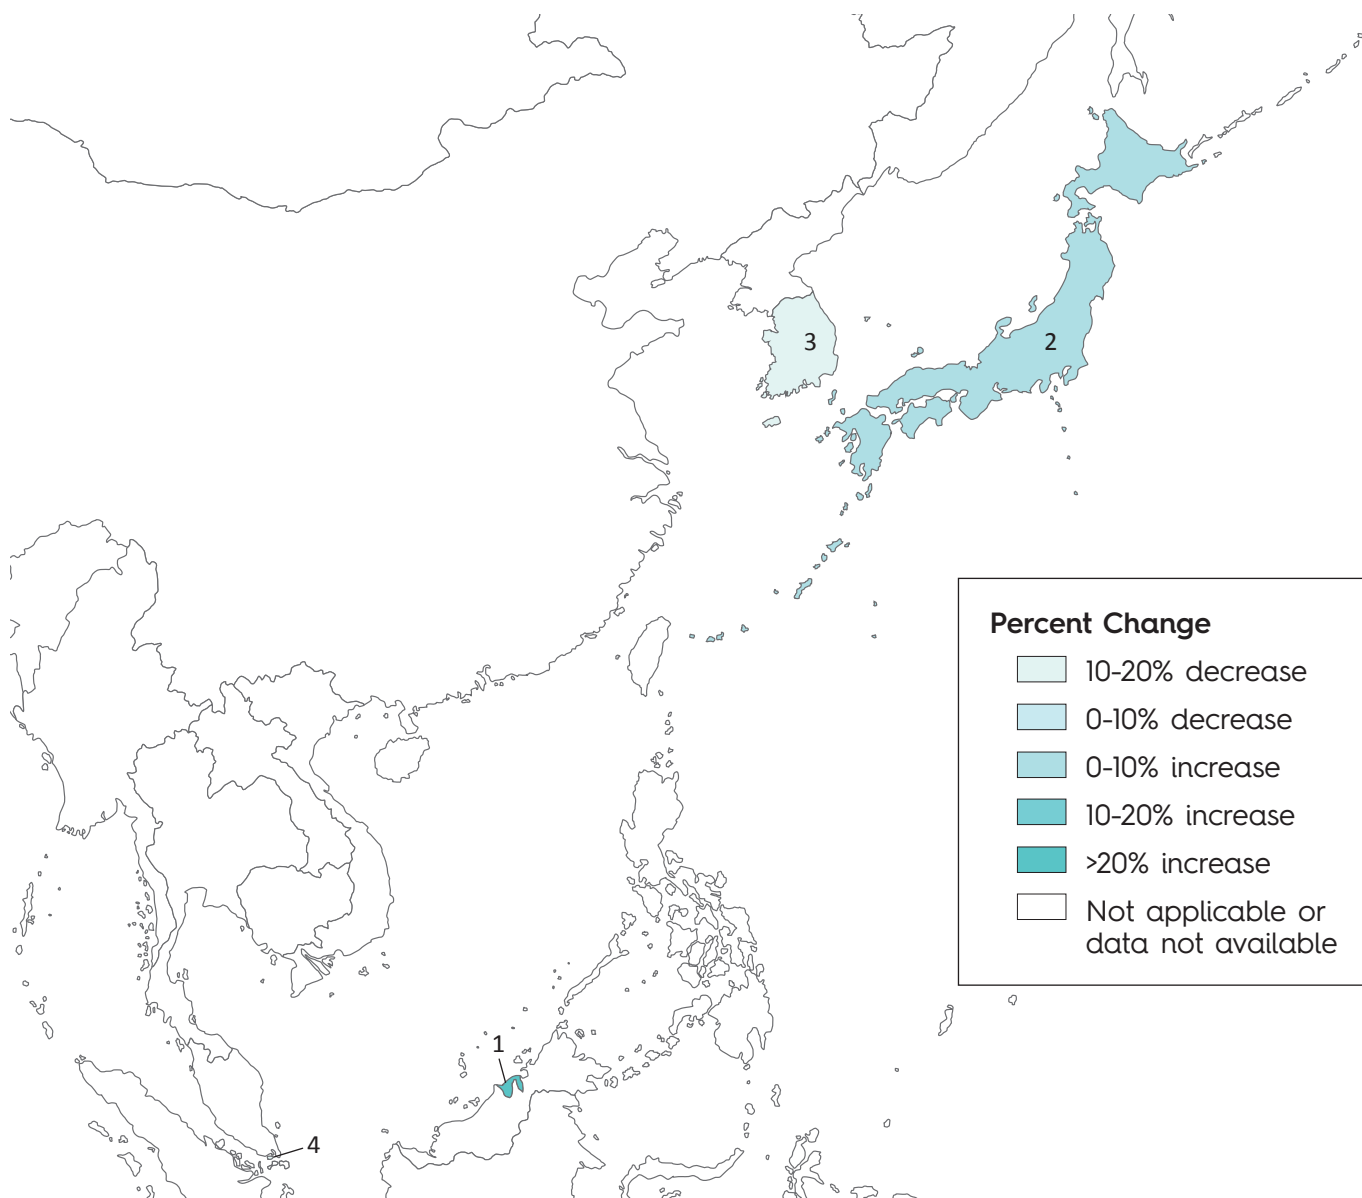 3
2
Percent Change
10-20% decrease
0-10% decrease
0-10% increase
10-20% increase
>20% increase
Not applicable or
data not available
1
4